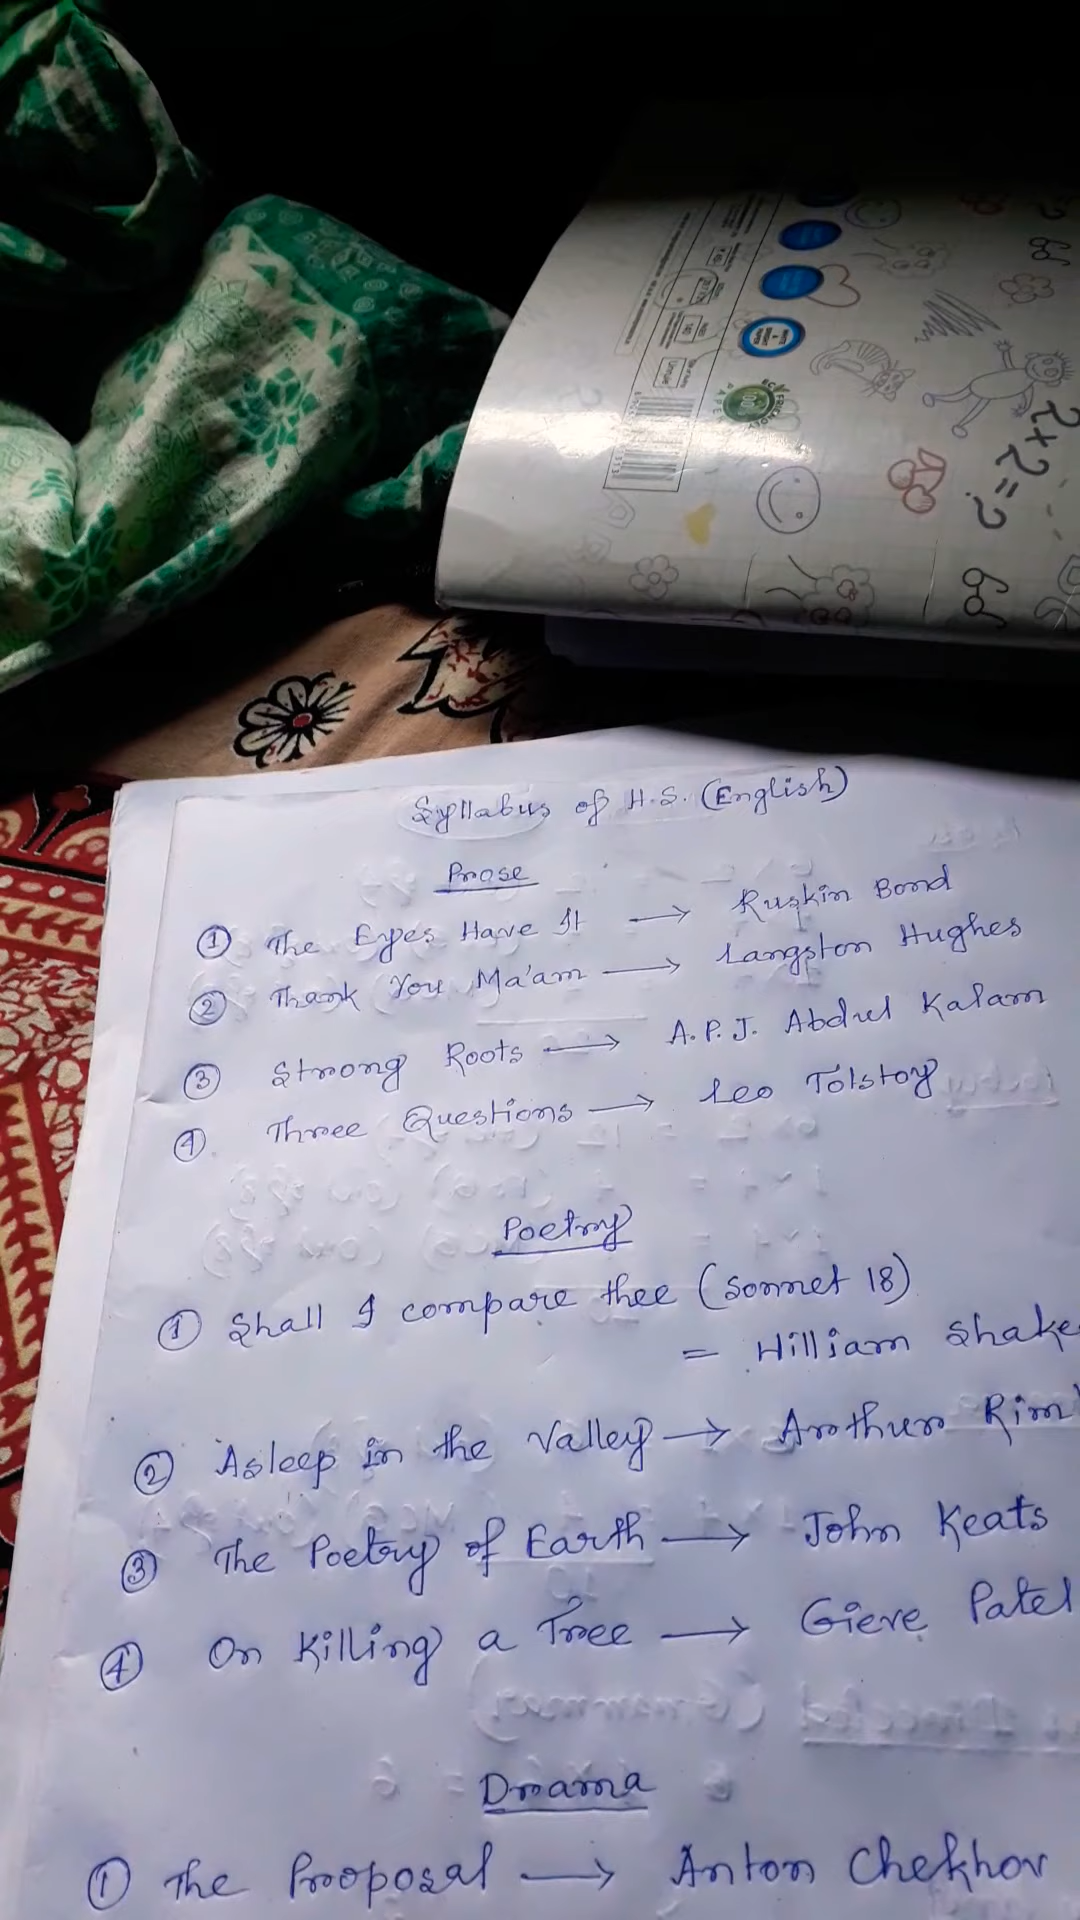 2×2=?
Syllabus of H.S. (English)
Prose
① The Eyes Have It → Ruskin Bond
② Thank You Ma'am → Langston Hughes
③ Strong Roots → A.P.J. Abdul Kalam
④. Three Questions → Leo Tolstoy
Poetry
① Shall I compare thee (Sonnet 18)
= William Shake
② Asleep in the Valley → Arthur Rim
③ The Poetry of Earth → John Keats
④ On Killing a Tree → Gieve Patel
Drama
① The Proposal → Anton Chekhov